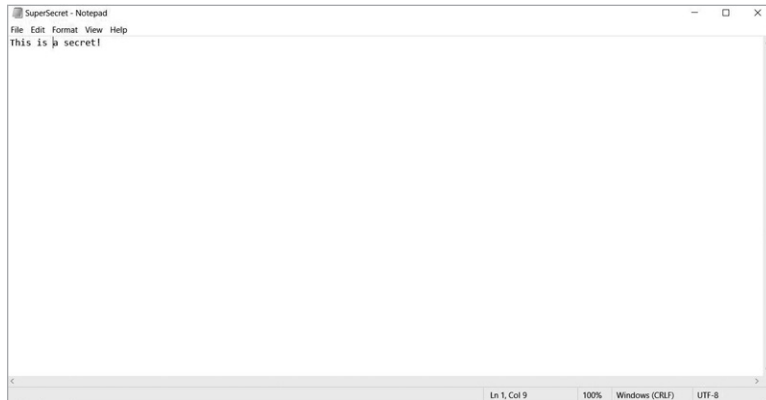 SuperSecret - Notepad
File Edit Format View Help
This is a secret!
Ln 1, Col 9 100% Windows (CRLF) UTF-8